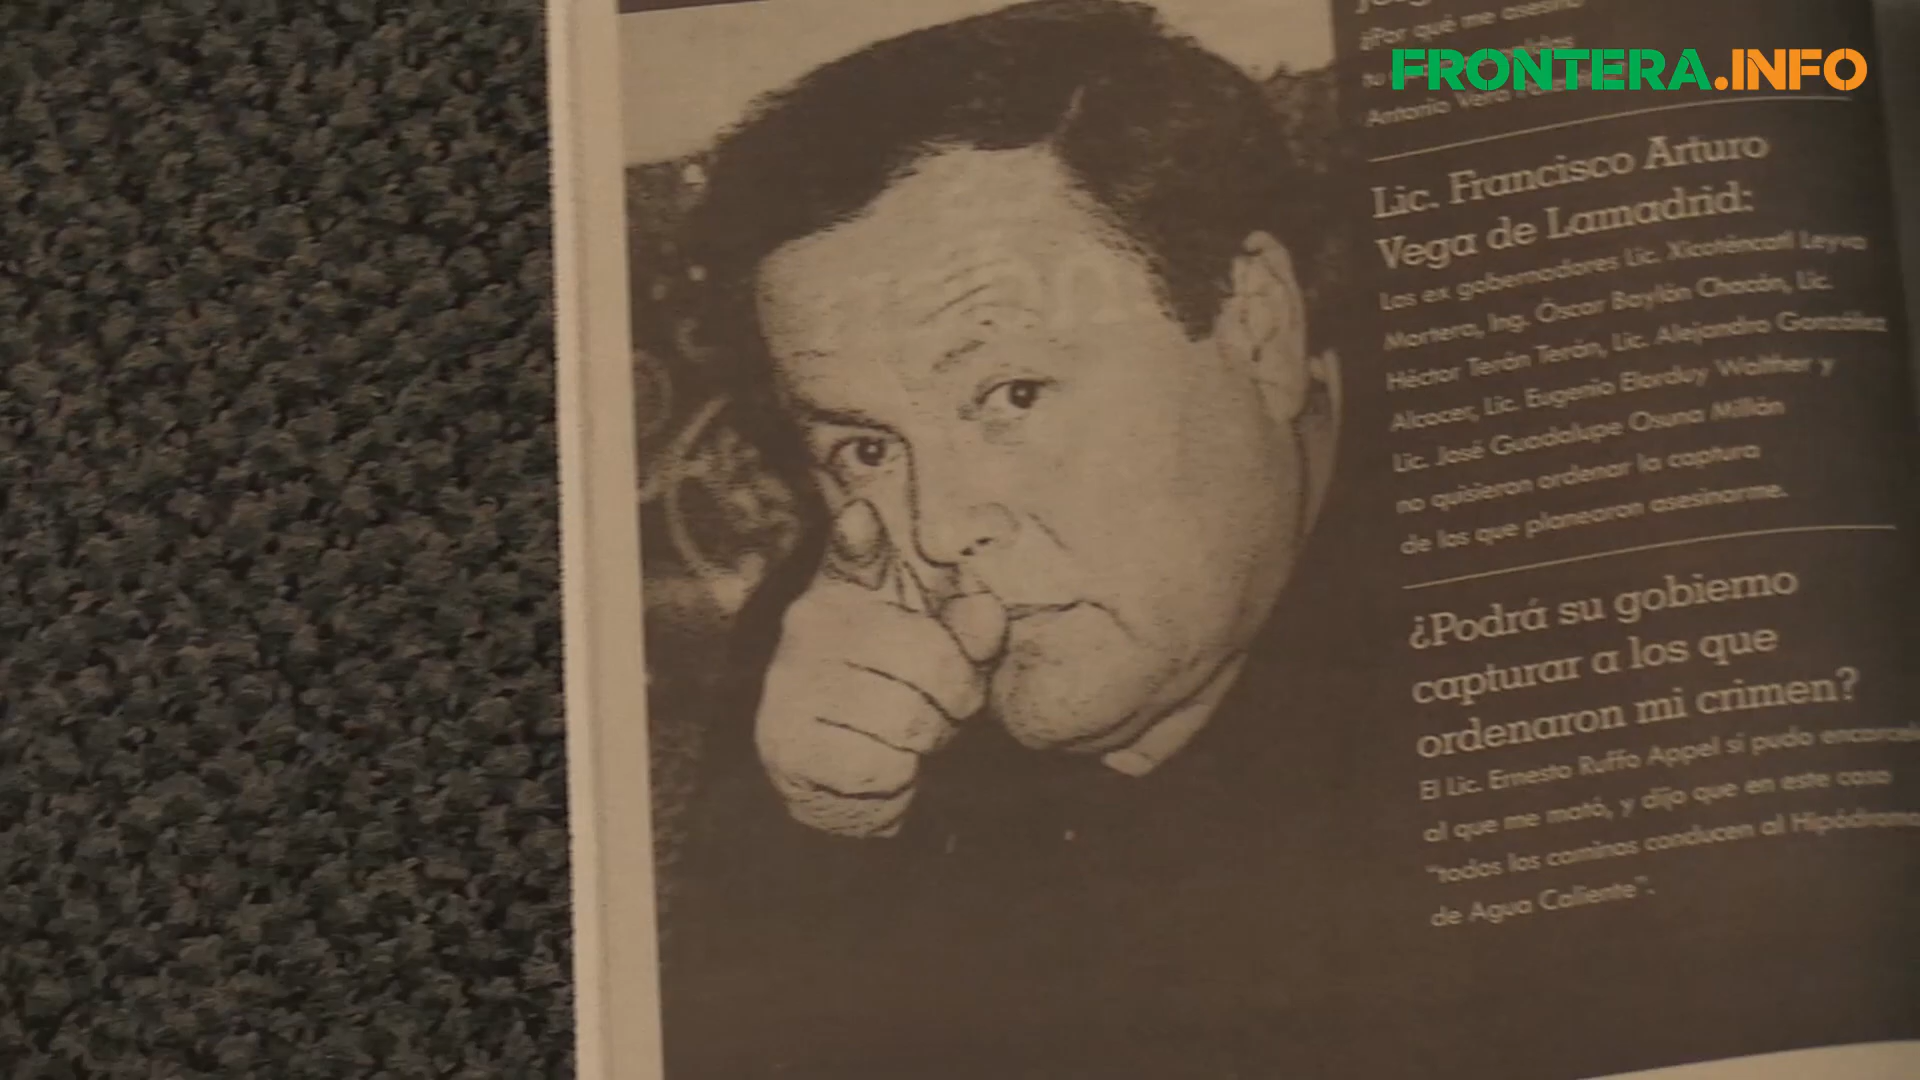 ¿Por qué me asesinó
tu
Antonio Vera
FRONTERA.INFO
Lic. Francisco Arturo
Vega de Lamadrid:
Los ex gobernadores Lic. Xicoténcatl Leyva
Mortera, Ing. Óscar Baylón Chacón, Lic.
Héctor Terán Terán, Lic. Alejandro González
Alcocer, Lic. Eugenio Elorduy Walther y
Lic. José Guadalupe Osuna Millán
no quisieron ordenar la captura
de los que planearon asesinarme.
¿Podrá su gobierno
capturar a los que
ordenaron mi crimen?
El Lic. Ernesto Ruffo Appel sí pudo
al que me mató, y dijo que en este caso
"todos los caminos conducen al Hipódromo
de Agua Caliente".